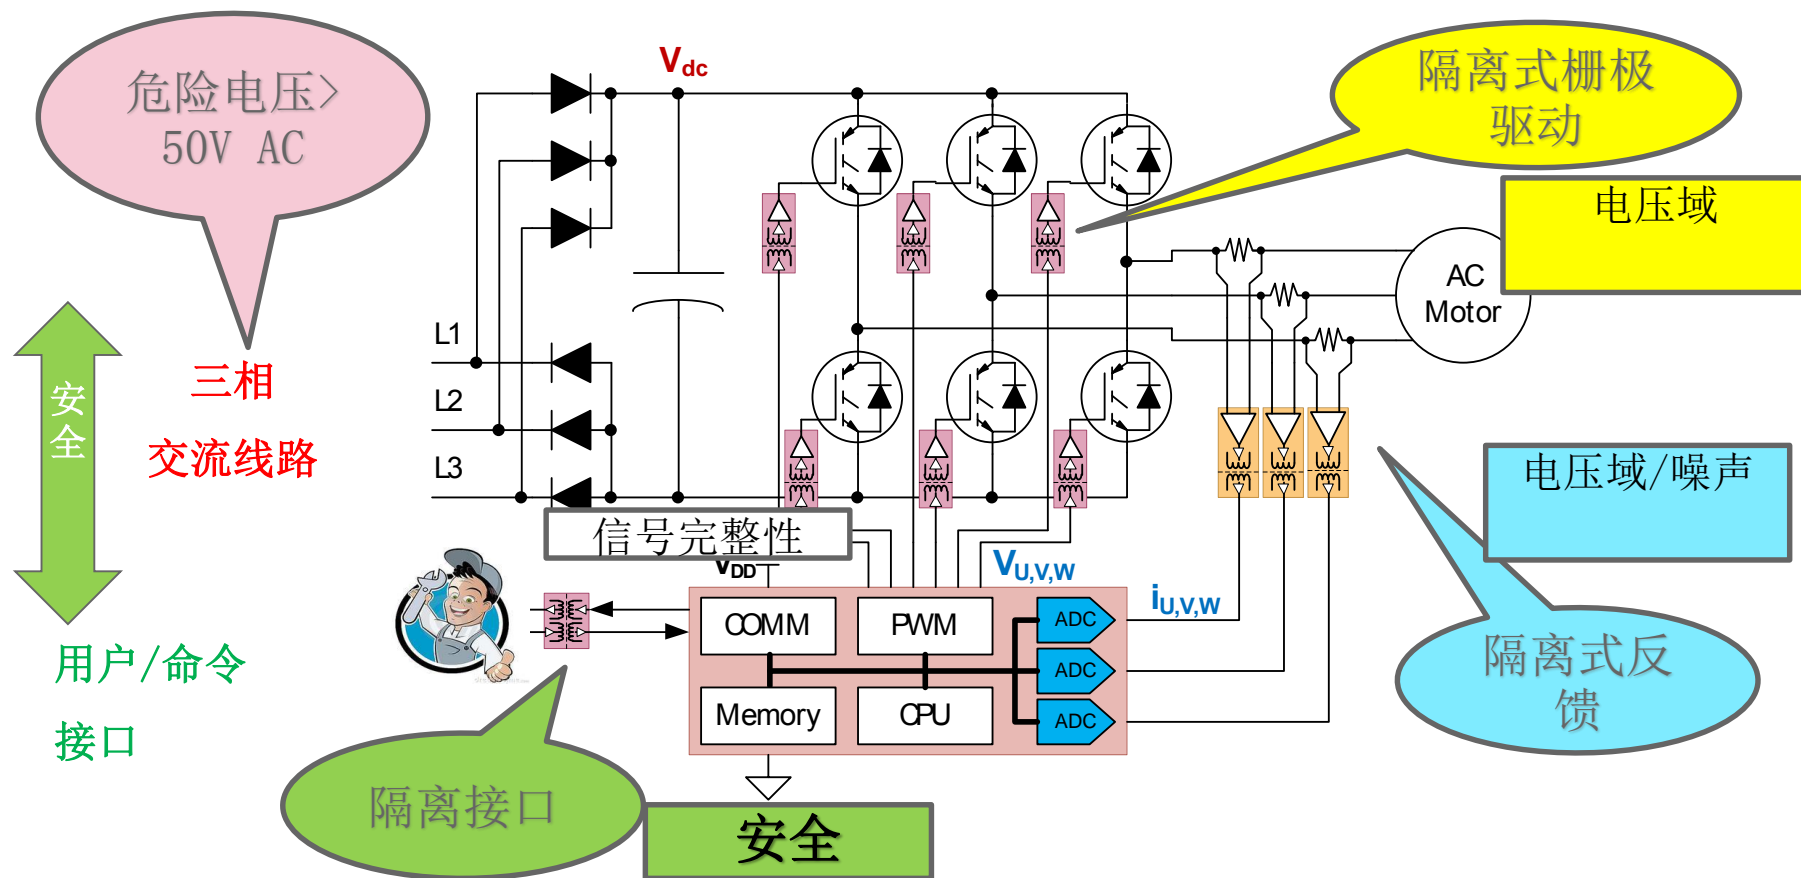 危险电压>
50V AC
Vdc
隔离式栅极
驱动
电压域
AC
Motor
L1
L2
L3
安全
三相
交流线路
信号完整性
VDD
VU,V,W
iU,V,W
电压域/噪声
隔离式反
馈
COMM
PWM
ADC
ADC
ADC
Memory
CPU
用户/命令
接口
隔离接口
安全